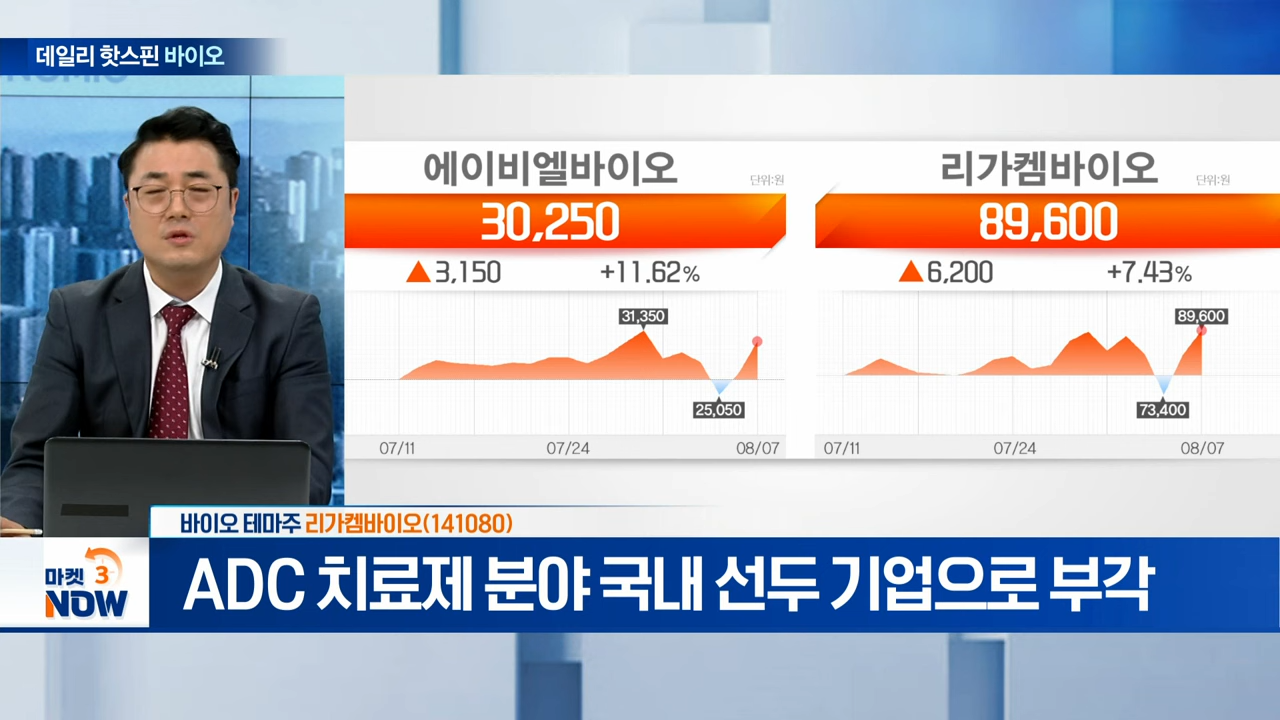 데일리 핫스핀 바이오
에이비엘바이오
단위:원
30,250
▲3,150 +11.62%
31,350
25,050
07/11 07/24 08/07
리가켐바이오
단위:원
89,600
▲6,200 +7.43%
89,600
73,400
07/11 07/24 08/07
바이오 테마주 리가켐바이오(141080)
마켓 3
NOW
ADC 치료제 분야 국내 선두 기업으로 부각